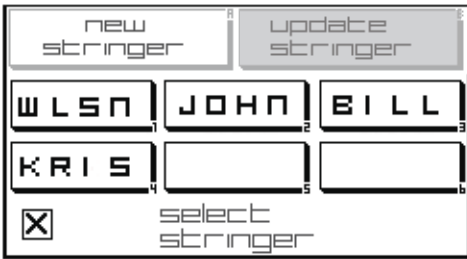 new stringer A
update stringer B
WLSN 1
JOHN 2
BILL 3
KRIS 4
5
6
select stringer